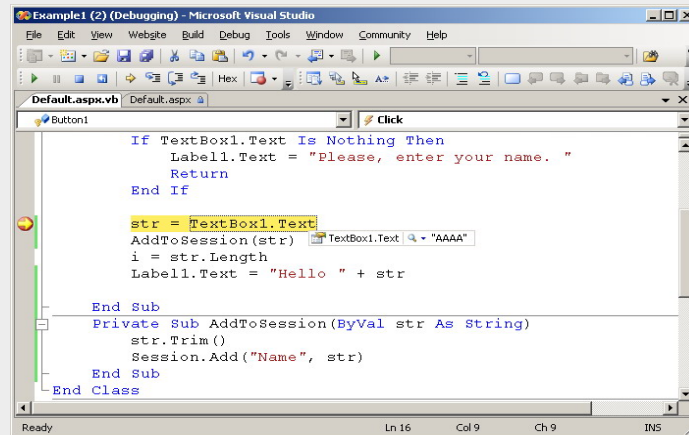 Example1 (2) (Debugging) - Microsoft Visual Studio
File Edit View Website Build Debug Tools Window Community Help
Hex
Default.aspx.vb Default.aspx
Button1 Click
If TextBox1.Text Is Nothing Then
Label1.Text = "Please, enter your name. "
Return
End If
str = TextBox1.Text
AddToSession(str) TextBox1.Text "AAAA"
i = str.Length
Label1.Text = "Hello " + str
End Sub
Private Sub AddToSession(ByVal str As String)
str.Trim()
Session.Add("Name", str)
End Sub
End Class
Ready Ln 16 Col 9 Ch 9 INS